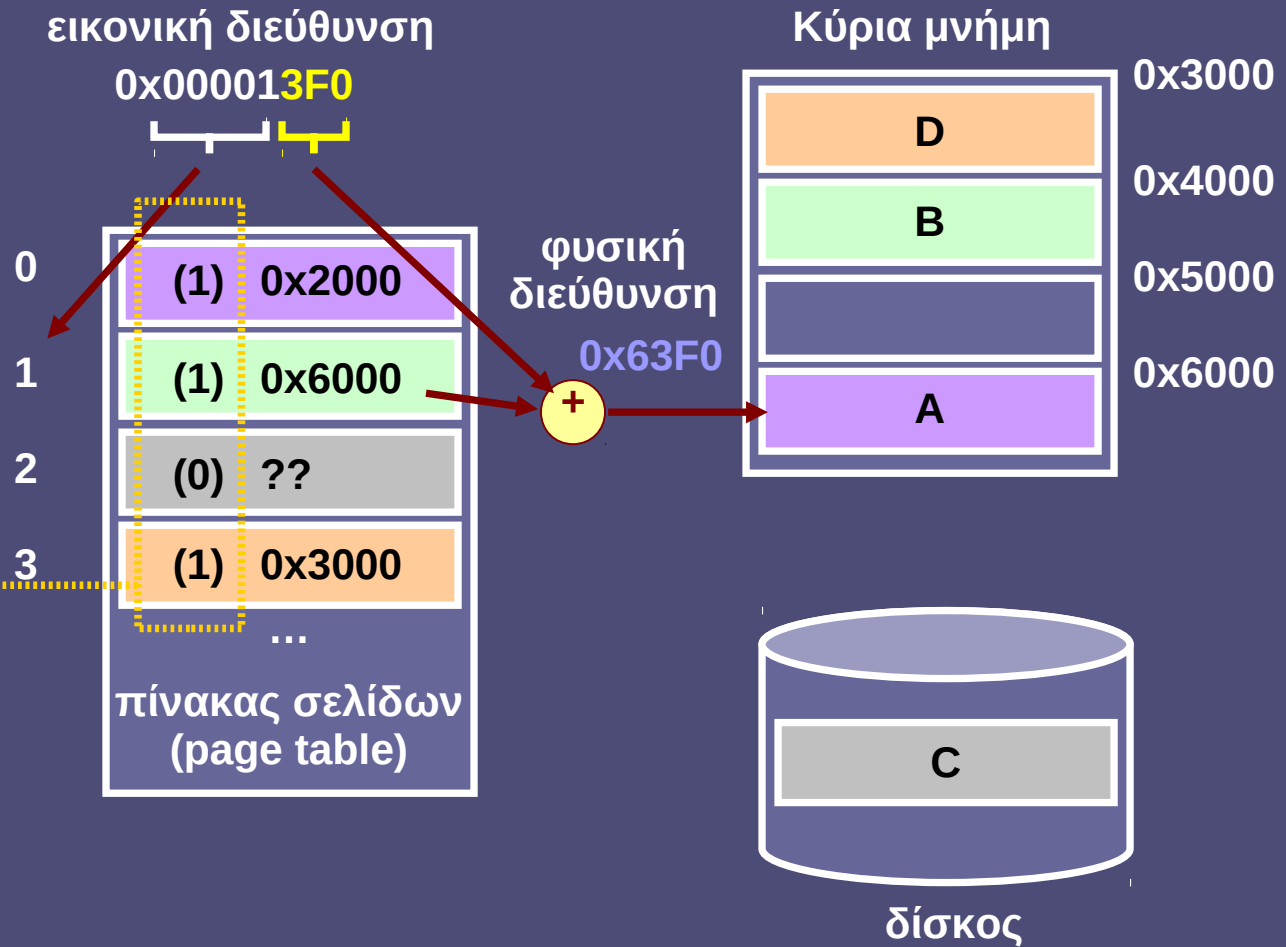 εικονική διεύθυνση
0x000013F0
0
(1) 0x2000
1
(1) 0x6000
2
(0) ??
3
(1) 0x3000
...
πίνακας σελίδων
(page table)
φυσική
διεύθυνση
0x63F0
+
Κύρια μνήμη
0x3000
D
0x4000
B
0x5000
0x6000
A
C
δίσκος